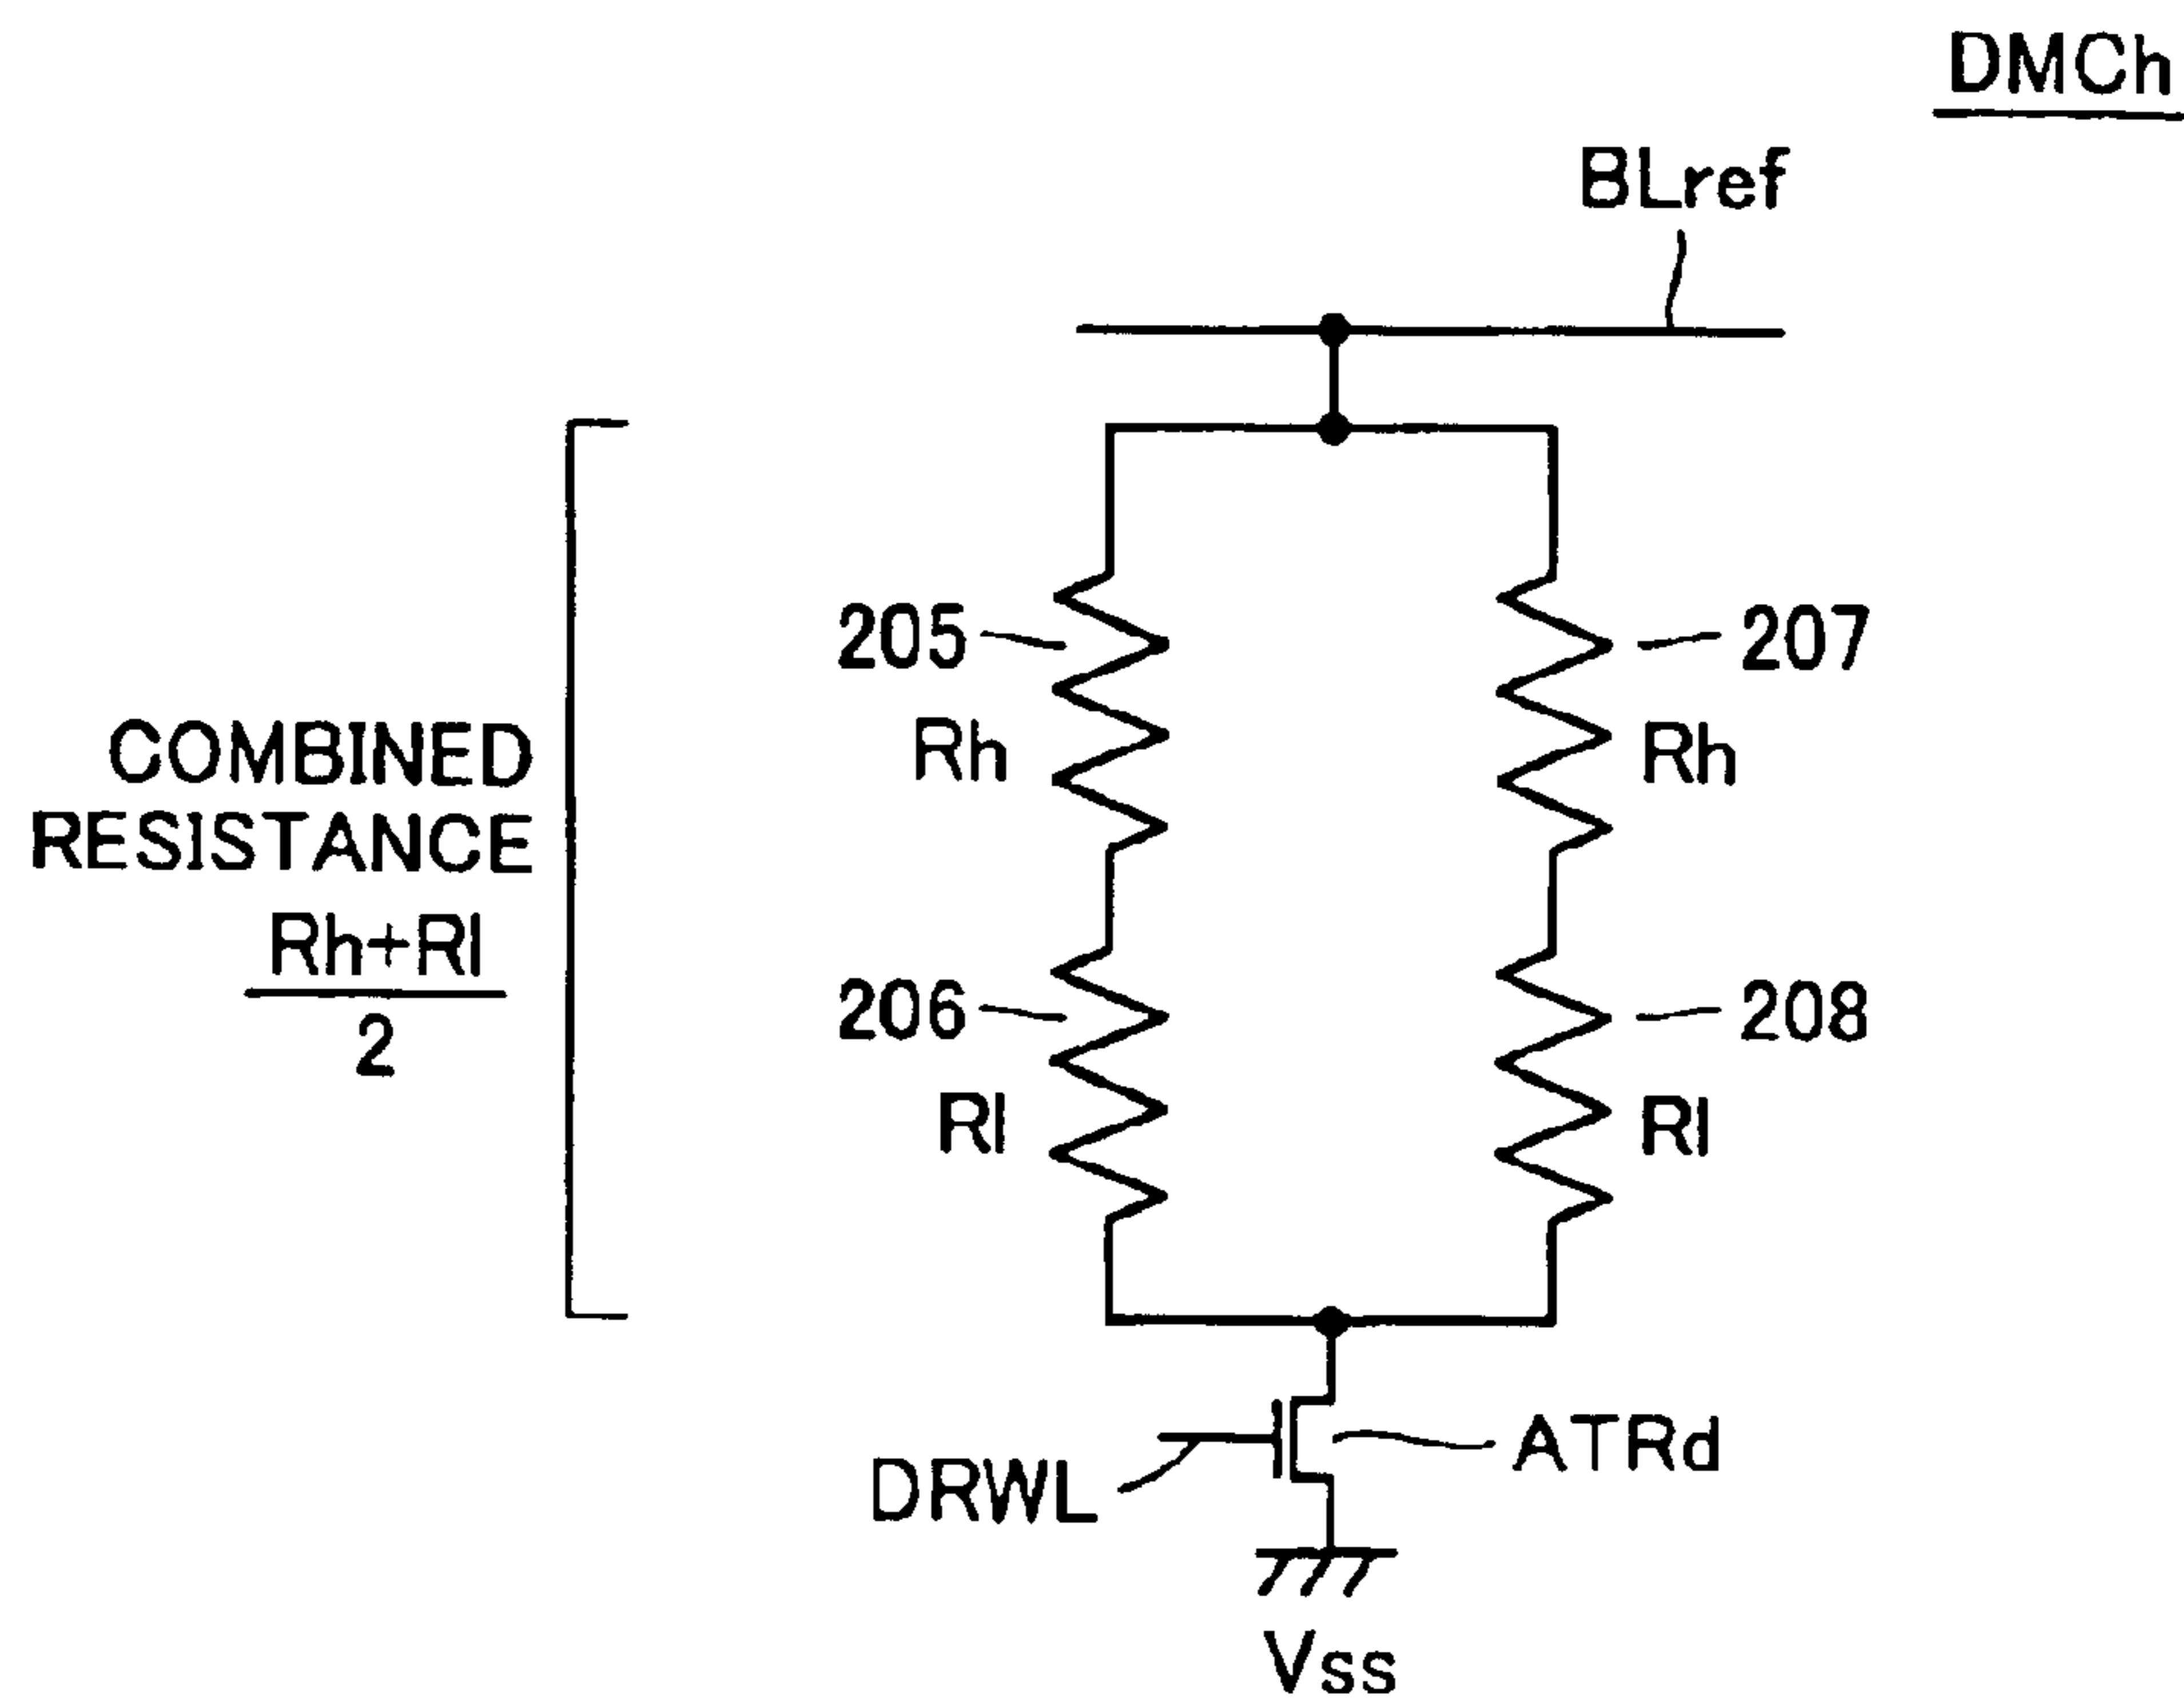 DMCh
BLref
205
Rh
207
Rh
COMBINED
RESISTANCE
Rh+Rl
2
206
Rl
208
Rl
ATRd
DRWL
Vss